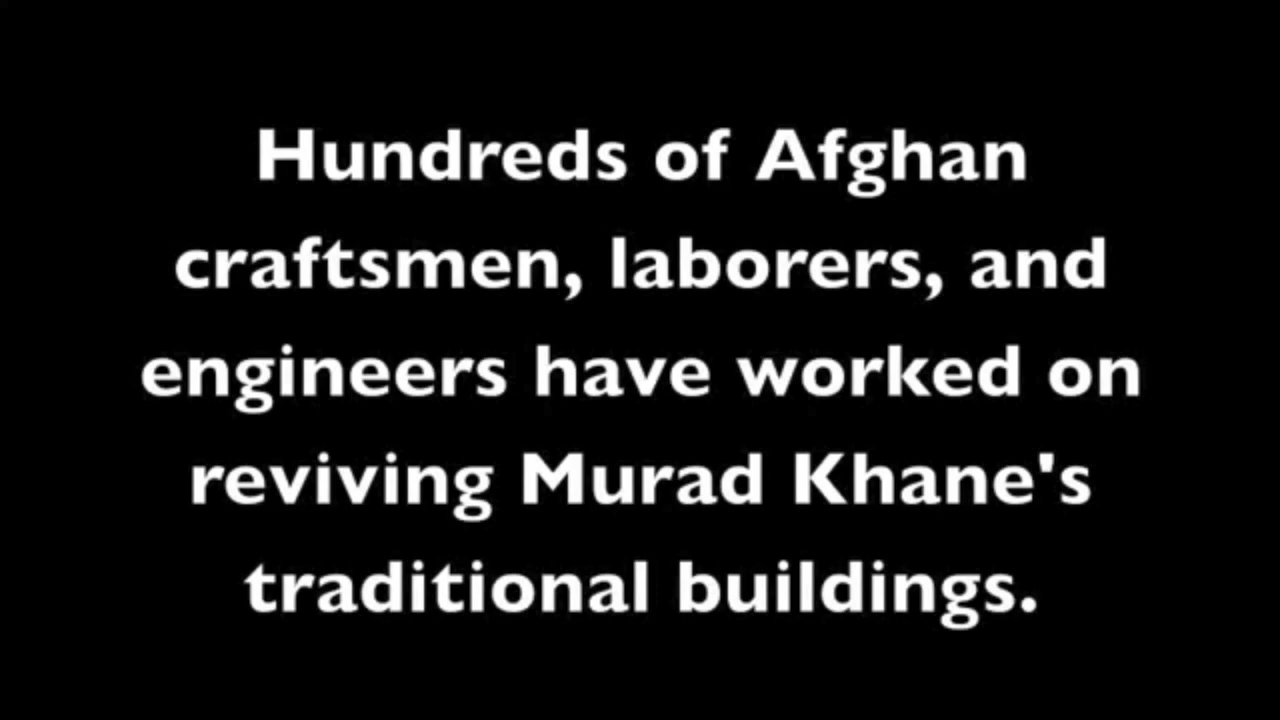 Hundreds of Afghan
craftsmen, laborers, and
engineers have worked on
reviving Murad Khane's
traditional buildings.